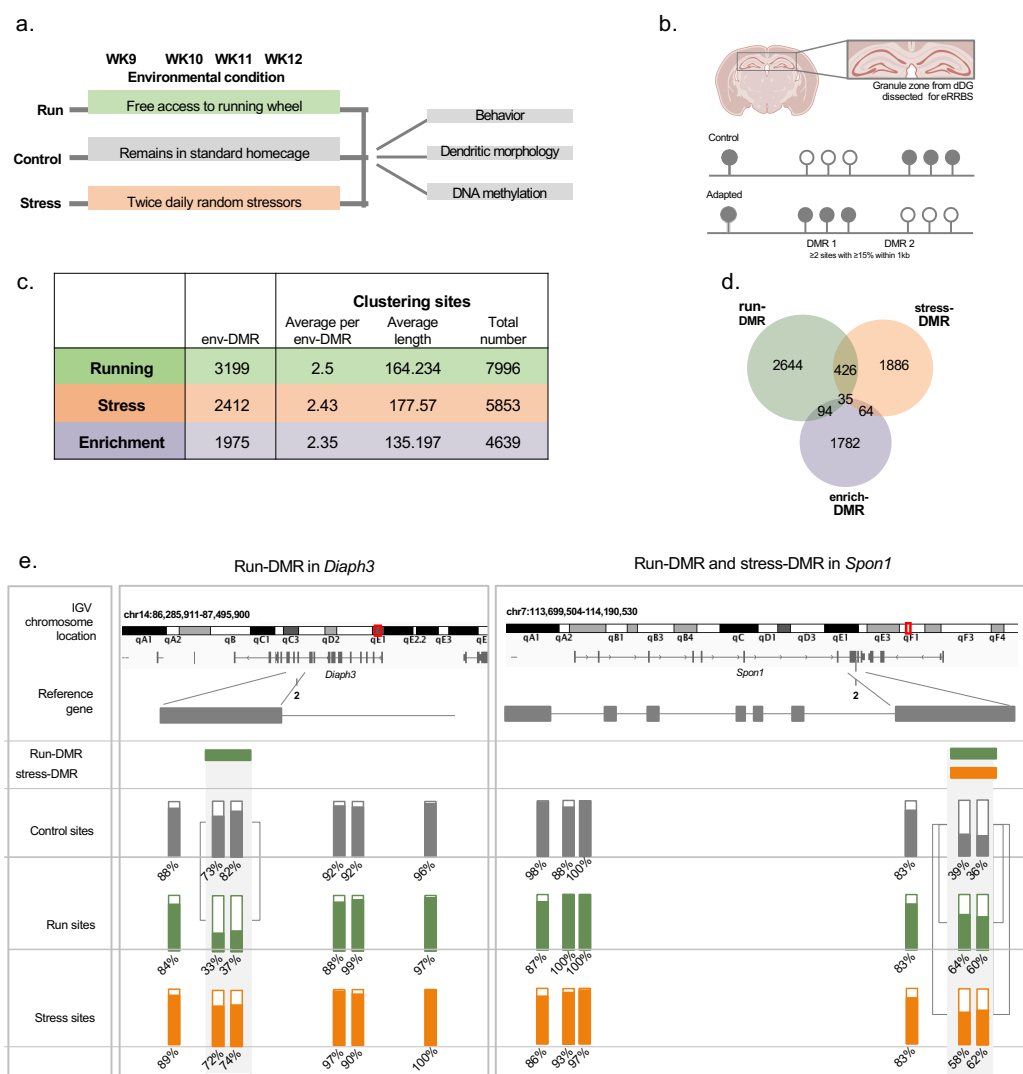 a.
WK9 WK10 WK11 WK12
Environmental condition
Run
Free access to running wheel
Control
Remains in standard homecage
Stress
Twice daily random stressors
Behavior
Dendritic morphology
DNA methylation
b.
Granule zone from dDG
dissected for eRRBS
Control
Adapted
DMR 1 DMR 2
≥2 sites with ≥15% within 1kb
c.
Clustering sites
env-DMR Average per env-DMR Average length Total number
Running 3199 2.5 164.234 7996
Stress 2412 2.43 177.57 5853
Enrichment 1975 2.35 135.197 4639
d.
run-
DMR
stress-
DMR
2644 426 1886
35
94 64
1782
enrich-
DMR
e.
Run-DMR in Diaph3
Run-DMR and stress-DMR in Spon1
IGV
chromosome
location
chr14:86,285,911-87,495,900
qA1 qA2 qB qC1 qC3 qD2 qE1 qE2.2 qE3 qE
Diaph3
2
chr7:113,699,504-114,190,530
qA1 qA2 qB1 qB3 qB4 qC qD1 qD3 qE1 qE3 qF1 qF3 qF4
Spon1
2
Reference
gene
Run-DMR
stress-DMR
Control sites
88% 73% 82% 92% 92% 96%
98% 88% 100% 83% 39% 36%
Run sites
84% 33% 37% 88% 99% 97%
87% 100% 100% 83% 64% 60%
Stress sites
89% 72% 74% 97% 90% 100%
86% 93% 97% 83% 58% 62%